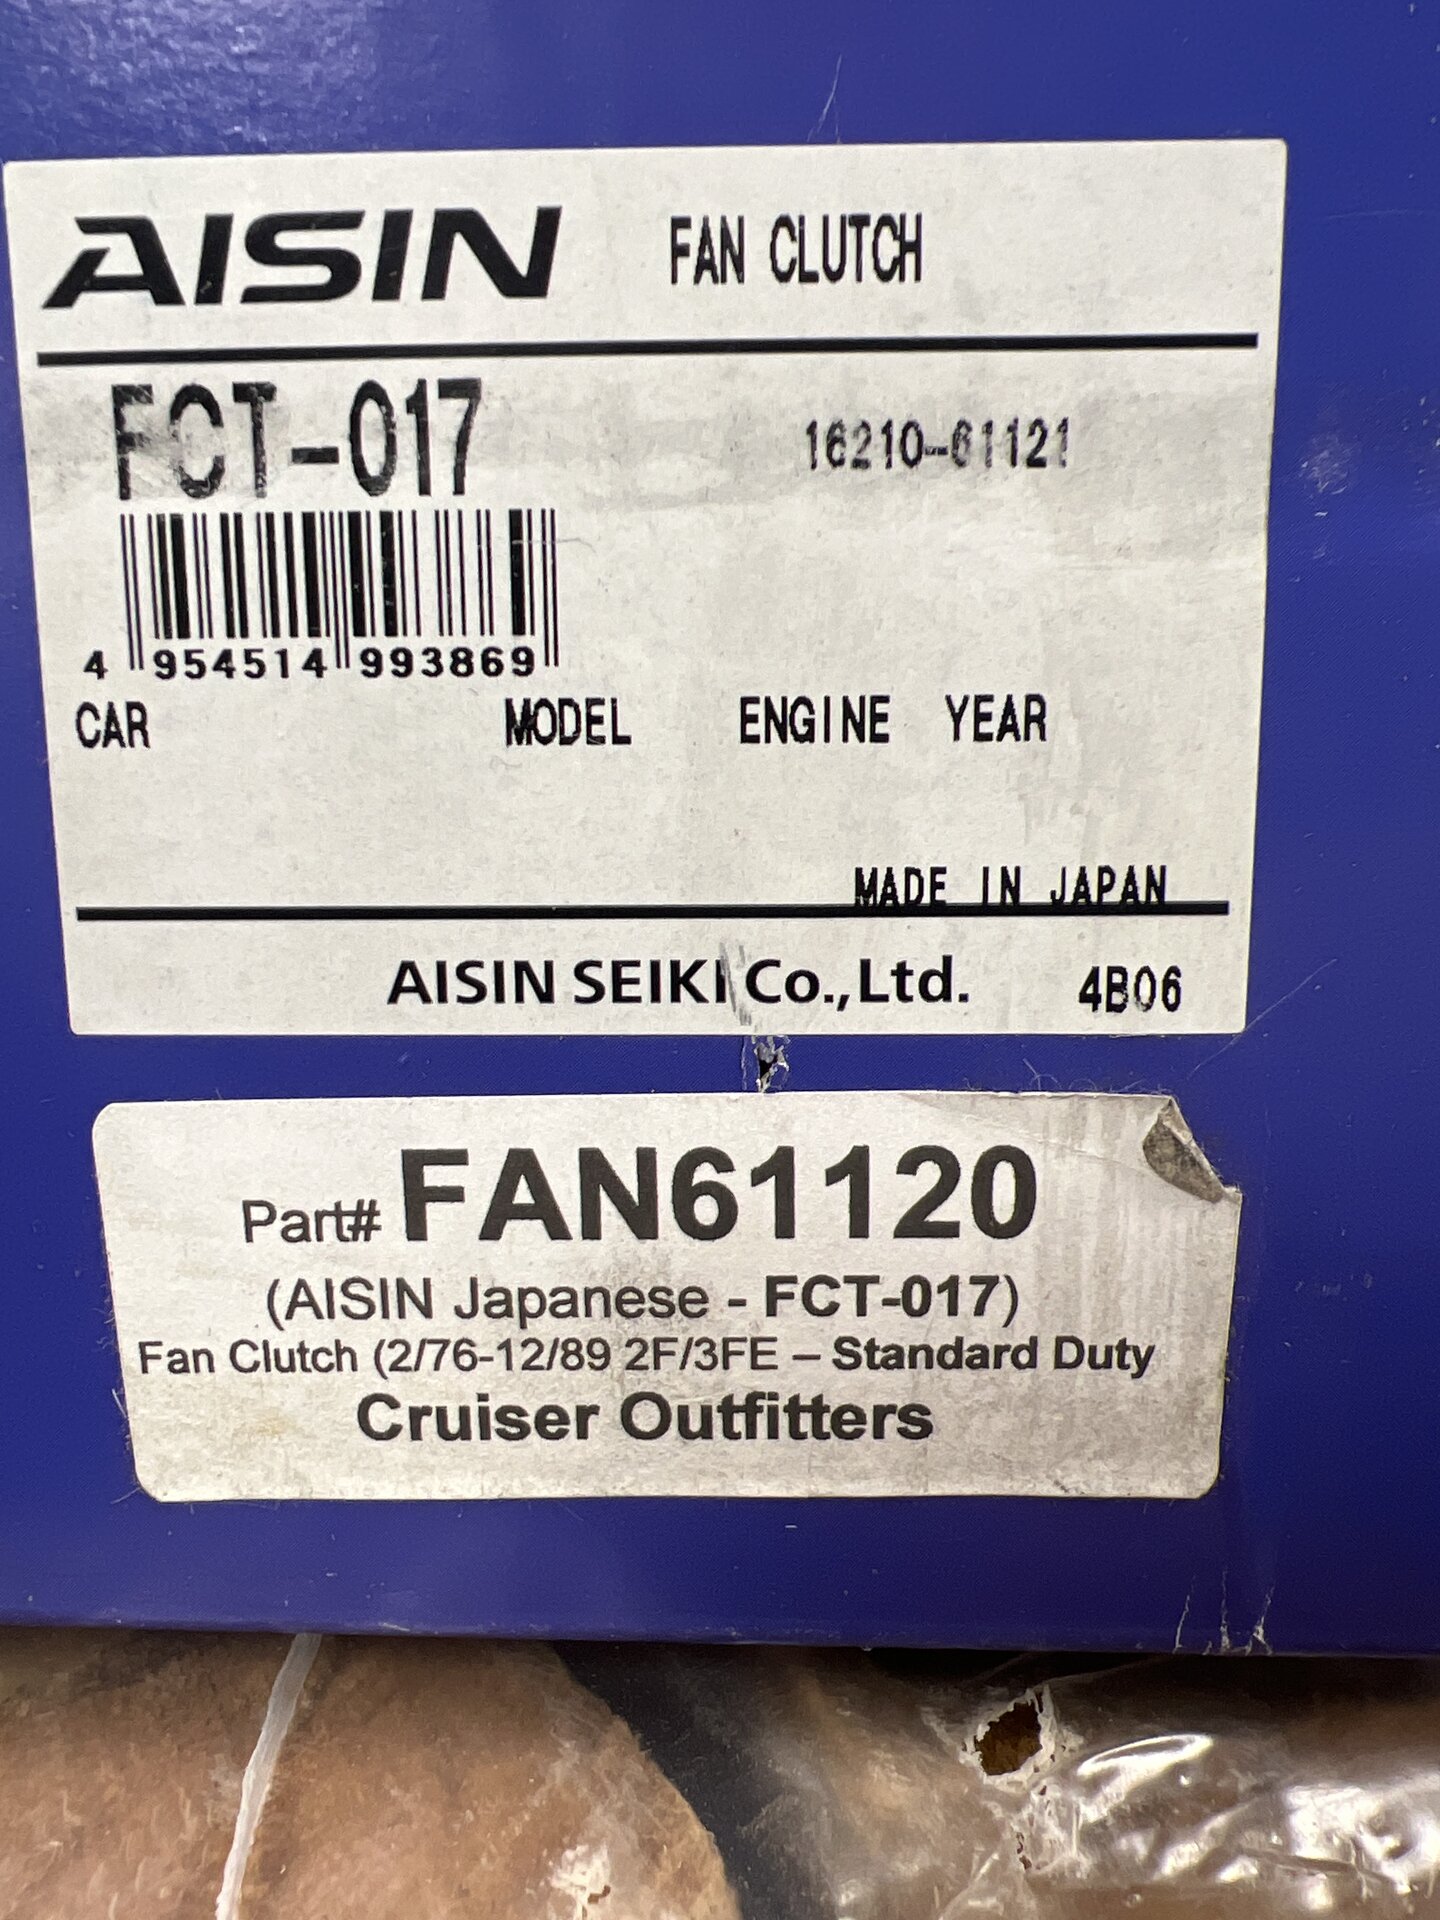 AISIN FAN CLUTCH
FCT-017 16210-61121
4 954514 993869
CAR MODEL ENGINE YEAR
MADE IN JAPAN
AISIN SEIKI Co.,Ltd. 4B06
Part# FAN61120
(AISIN Japanese - FCT-017)
Fan Clutch (2/76-12/89 2F/3FE – Standard Duty
Cruiser Outfitters